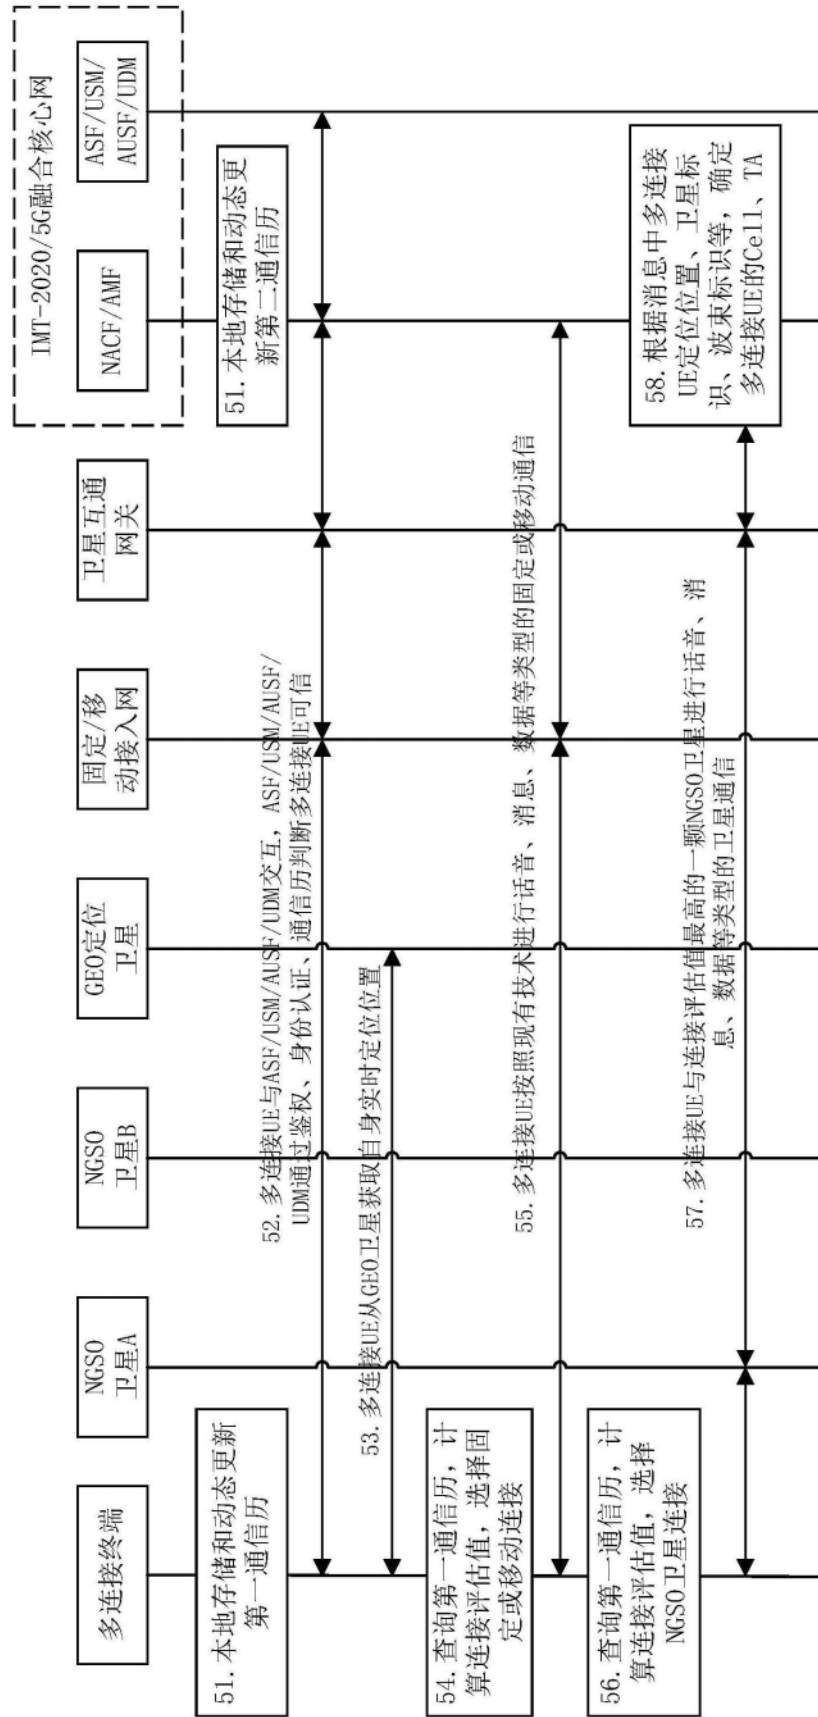 IMT-2020/5G融合核心网
多连接终端
NGSO
卫星A
NGSO
卫星B
GEO定位
卫星
固定/移
动接入网
卫星互通
网关
NACF/AMF
ASF/USM/
AUSF/UDM
51. 本地存储和动态更新
第一通信历
51. 本地存储和动态更
新第二通信历
52. 多连接UE与ASF/USM/AUSF/UDM交互, ASF/USM/AUSF/
UDM通过鉴权、身份认证、通信历判断多连接UE可信
53. 多连接UE从GEO卫星获取自身实时定位位置
54. 查询第一通信历, 计
算连接评估值, 选择固
定或移动连接
55. 多连接UE按照现有技术进行话音、消息、数据等类型的固定或移动通信
56. 查询第一通信历, 计
算连接评估值, 选择
NGSO卫星连接
57. 多连接UE与连接评估值最高的一颗NGSO卫星进行话音、消
息、数据等类型的卫星通信
58. 根据消息中多连接
UE定位位置、卫星标
识、波束标识等, 确定
多连接UE的Cell、TA